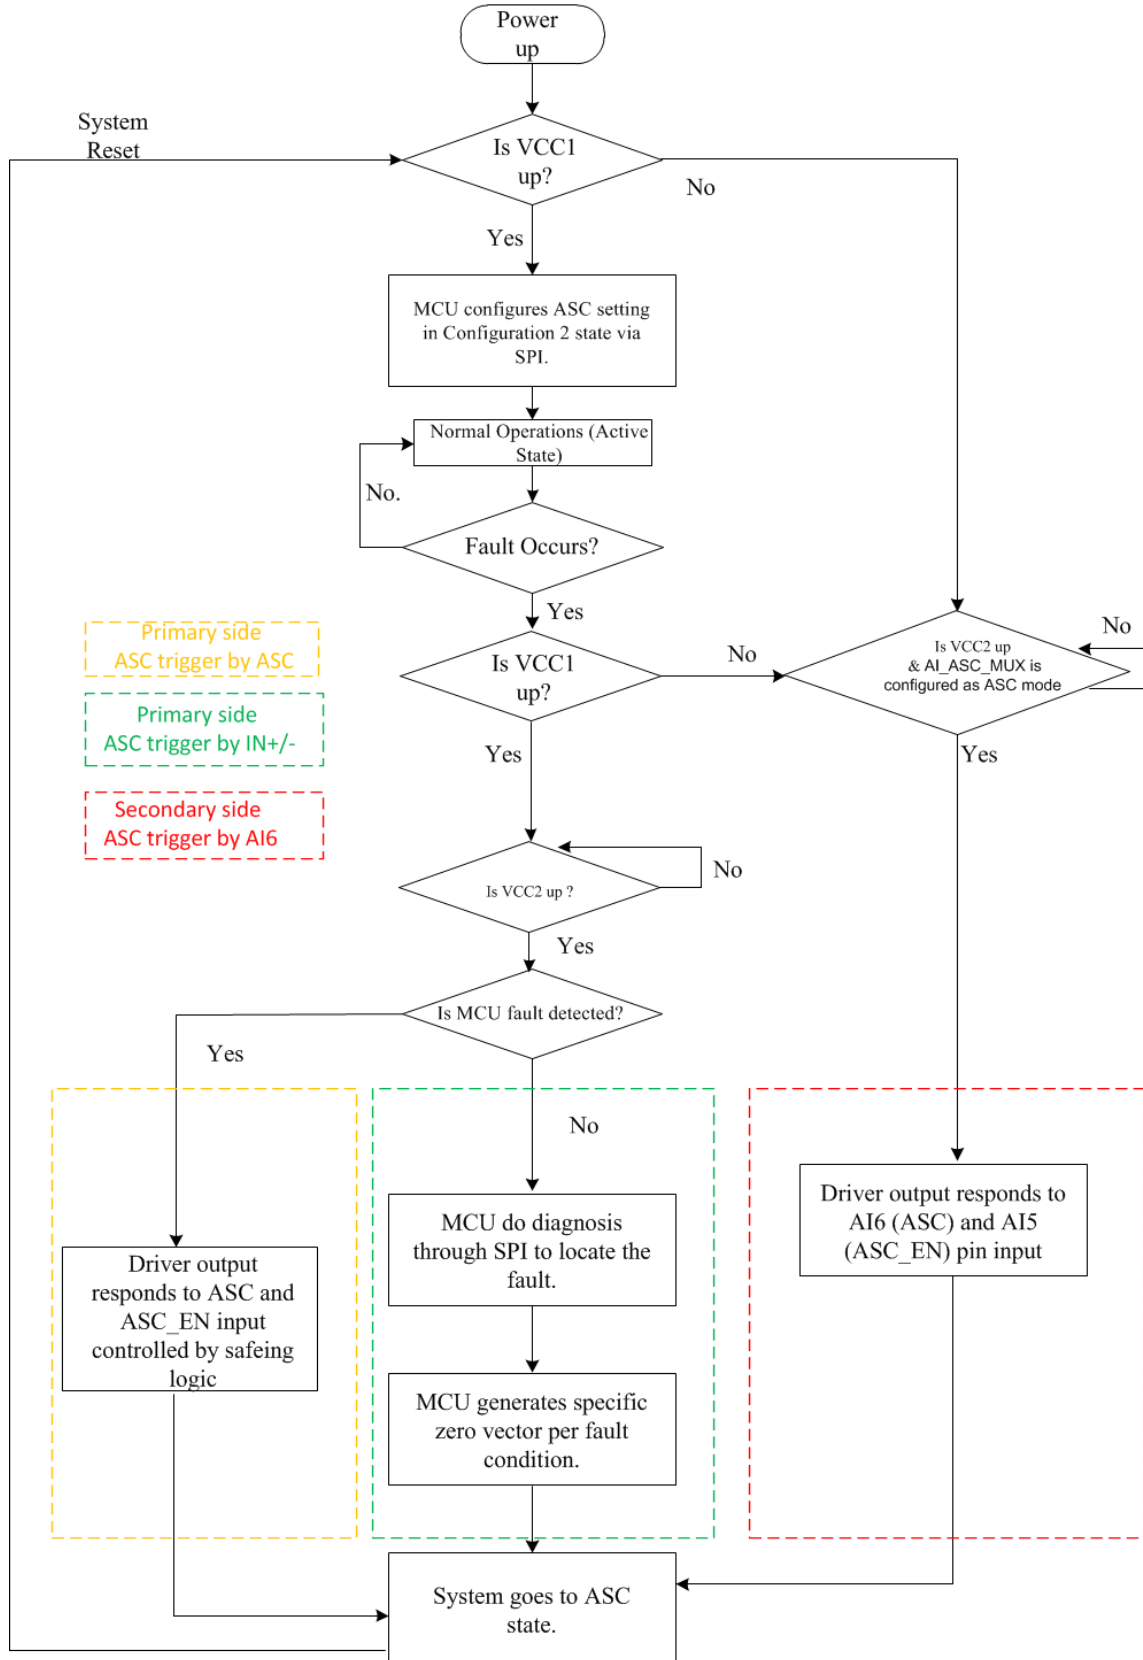 Power
up
System
Reset
Is VCC1
up?
No
Yes
MCU configures ASC setting
in Configuration 2 state via
SPI.
Normal Operations (Active
State)
No.
Fault Occurs?
Yes
Primary side
ASC trigger by ASC
Is VCC1
up?
No
Is VCC2 up
& AI_ASC_MUX is
configured as ASC mode
No
Primary side
ASC trigger by IN+/-
Yes
Yes
Secondary side
ASC trigger by AI6
Is VCC2 up ?
No
Yes
Is MCU fault detected?
Yes
No
Driver output responds to
AI6 (ASC) and AI5
(ASC_EN) pin input
MCU do diagnosis
through SPI to locate the
fault.
Driver output
responds to ASC and
ASC_EN input
controlled by safeing
logic
MCU generates specific
zero vector per fault
condition.
System goes to ASC
state.